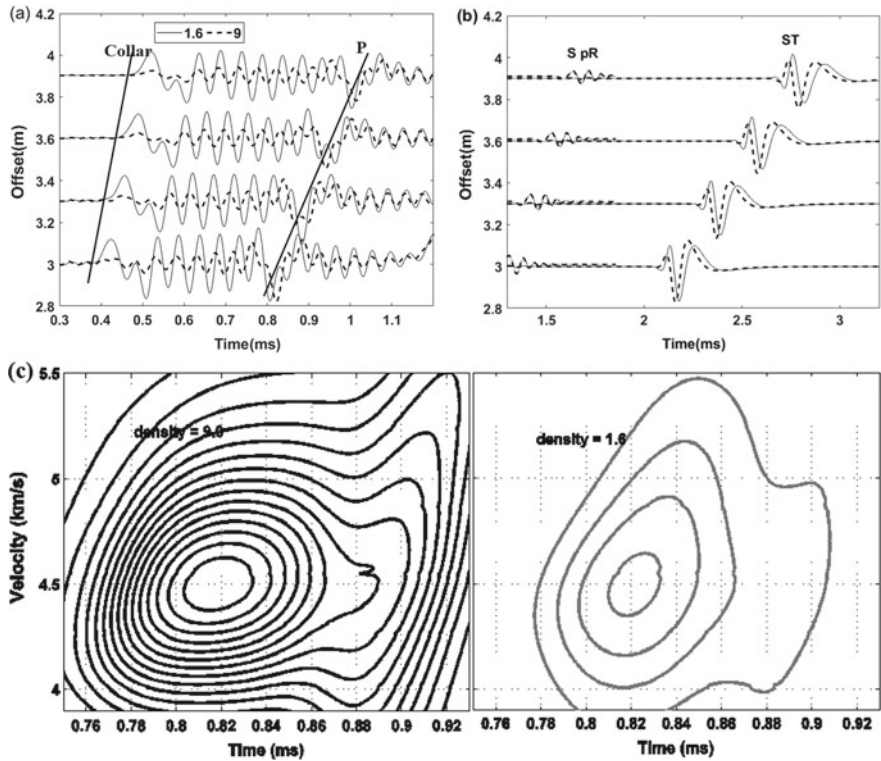 (a)
1.6 9
Collar
P
4.2
4
3.8
3.6
3.4
3.2
3
2.8
Offset(m)
0.3 0.4 0.5 0.6 0.7 0.8 0.9 1 1.1
Time(ms)
(b)
S pR
ST
4.2
4
3.8
3.6
3.4
3.2
3
2.8
Offset(m)
1.5 2 2.5 3
Time(ms)
(c)
density = 9.0
5.5
5
4.5
4
Velocity (km/s)
0.76 0.78 0.8 0.82 0.84 0.86 0.88 0.9 0.92
Time (ms)
density = 1.6
0.76 0.78 0.8 0.82 0.84 0.86 0.88 0.9 0.92
Time (ms)